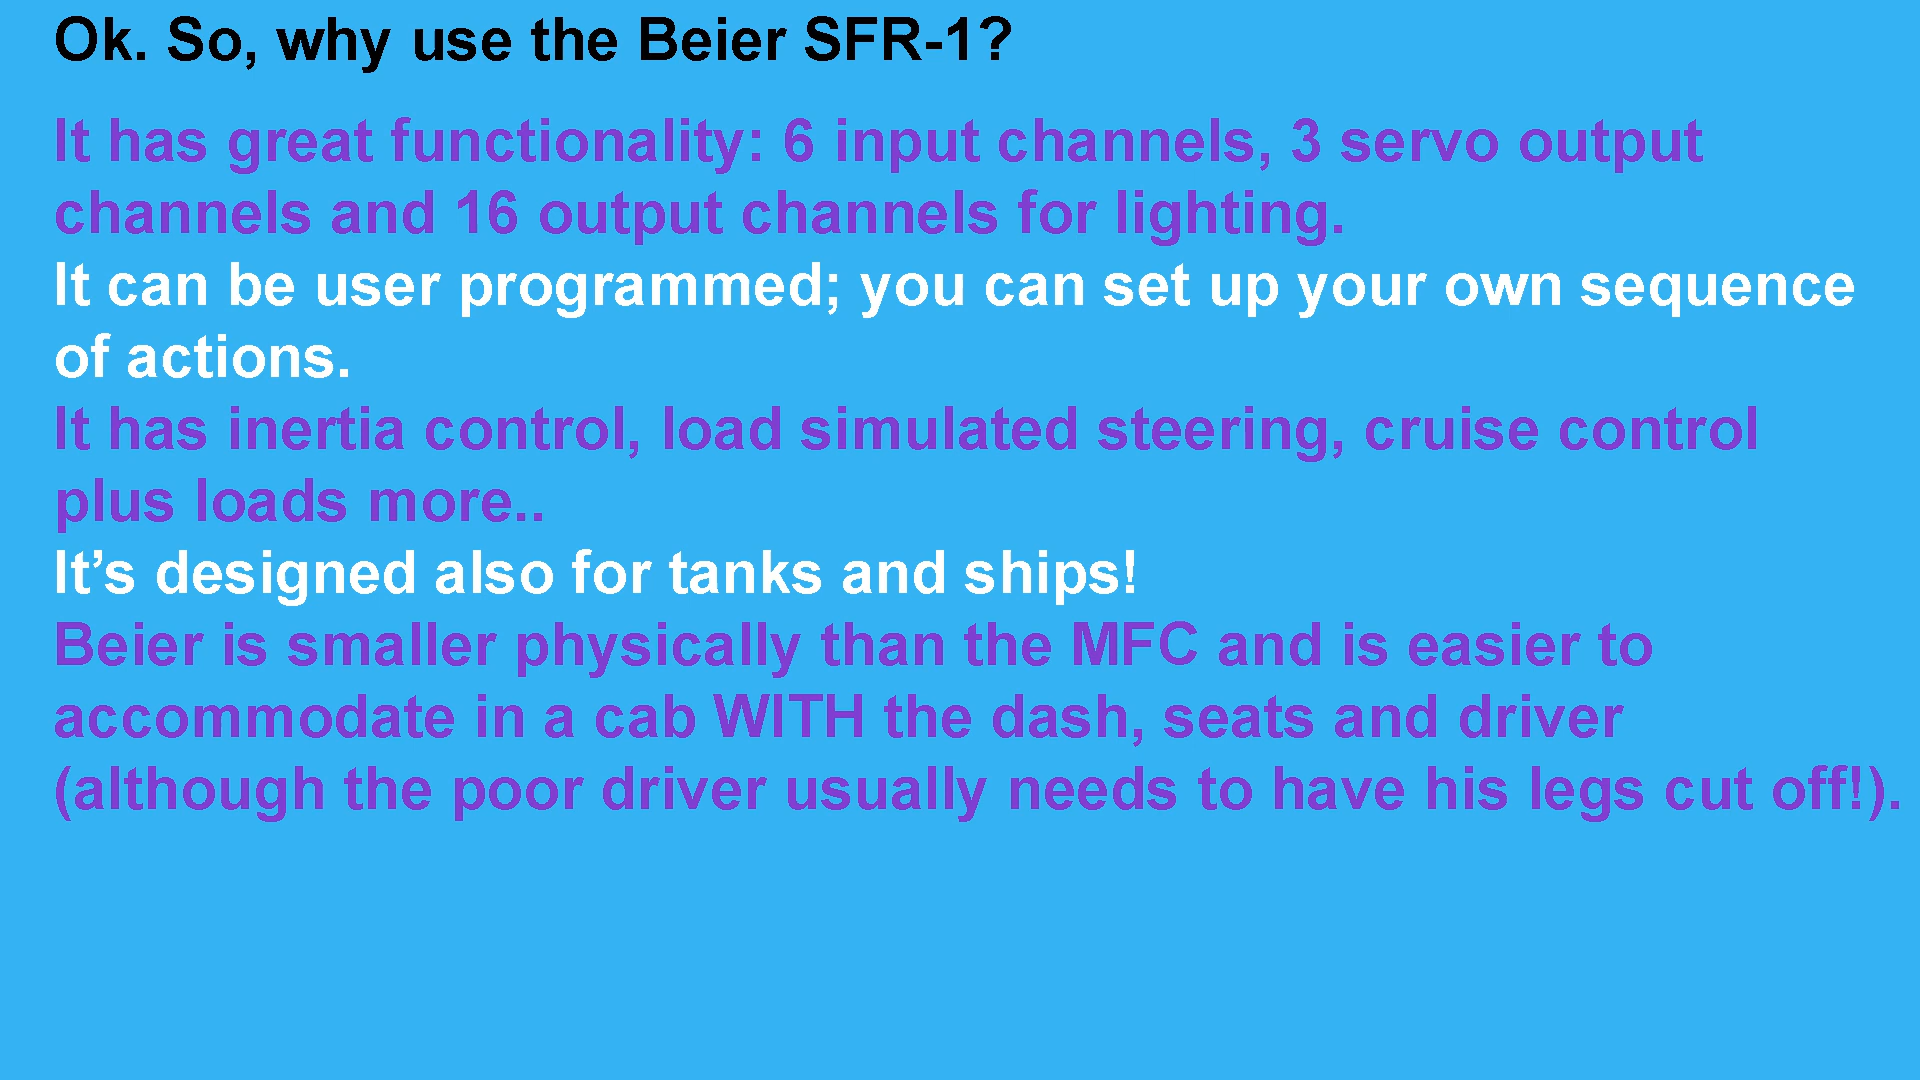 Ok. So, why use the Beier SFR-1?
It has great functionality: 6 input channels, 3 servo output
channels and 16 output channels for lighting.
It can be user programmed; you can set up your own sequence
of actions.
It has inertia control, load simulated steering, cruise control
plus loads more..
It’s designed also for tanks and ships!
Beier is smaller physically than the MFC and is easier to
accommodate in a cab WITH the dash, seats and driver
(although the poor driver usually needs to have his legs cut off!).